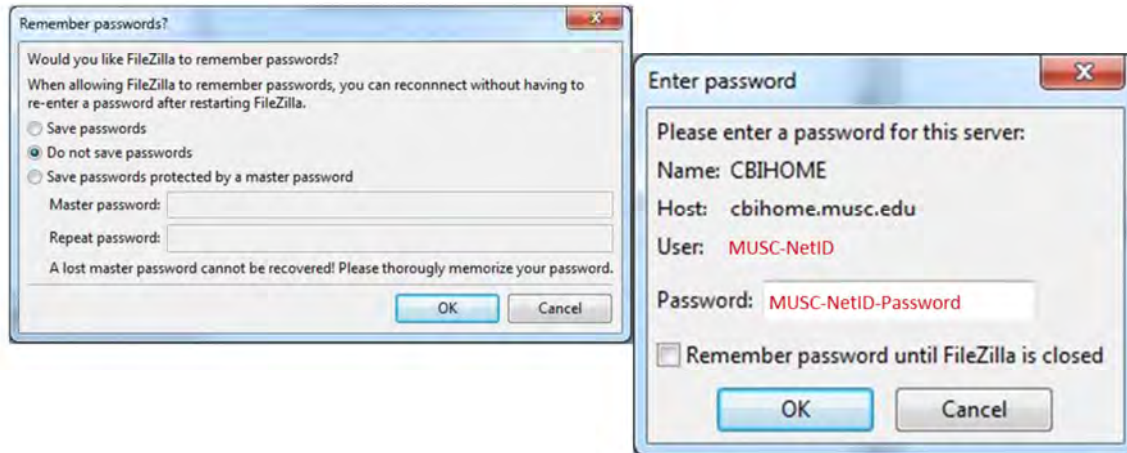 Remember passwords?
Would you like FileZilla to remember passwords?
When allowing FileZilla to remember passwords, you can reconnnect without having to
re-enter a password after restarting FileZilla.
Save passwords
Do not save passwords
Save passwords protected by a master password
Master password:
Repeat password:
A lost master password cannot be recovered! Please thorougly memorize your password.
OK Cancel
Enter password
Please enter a password for this server:
Name: CBIHOME
Host: cbihome.musc.edu
User: MUSC-NetID
Password: MUSC-NetID-Password
Remember password until FileZilla is closed
OK Cancel